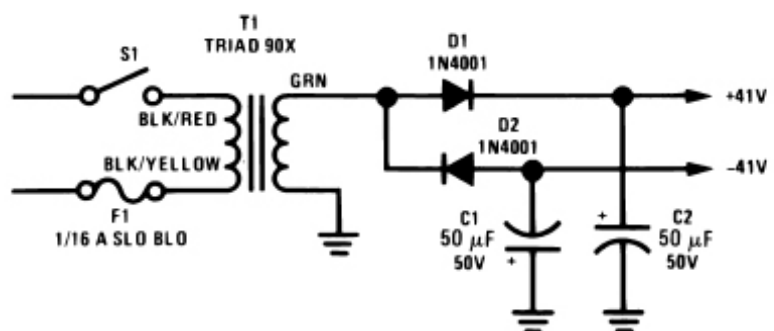 T1
TRIAD 90X
S1
D1
1N4001
GRN
+41V
BLK/RED
D2
1N4001
BLK/YELLOW
-41V
F1
1/16 A SLO BLO
C1
50 µF
50V
+
+
C2
50 µF
50V